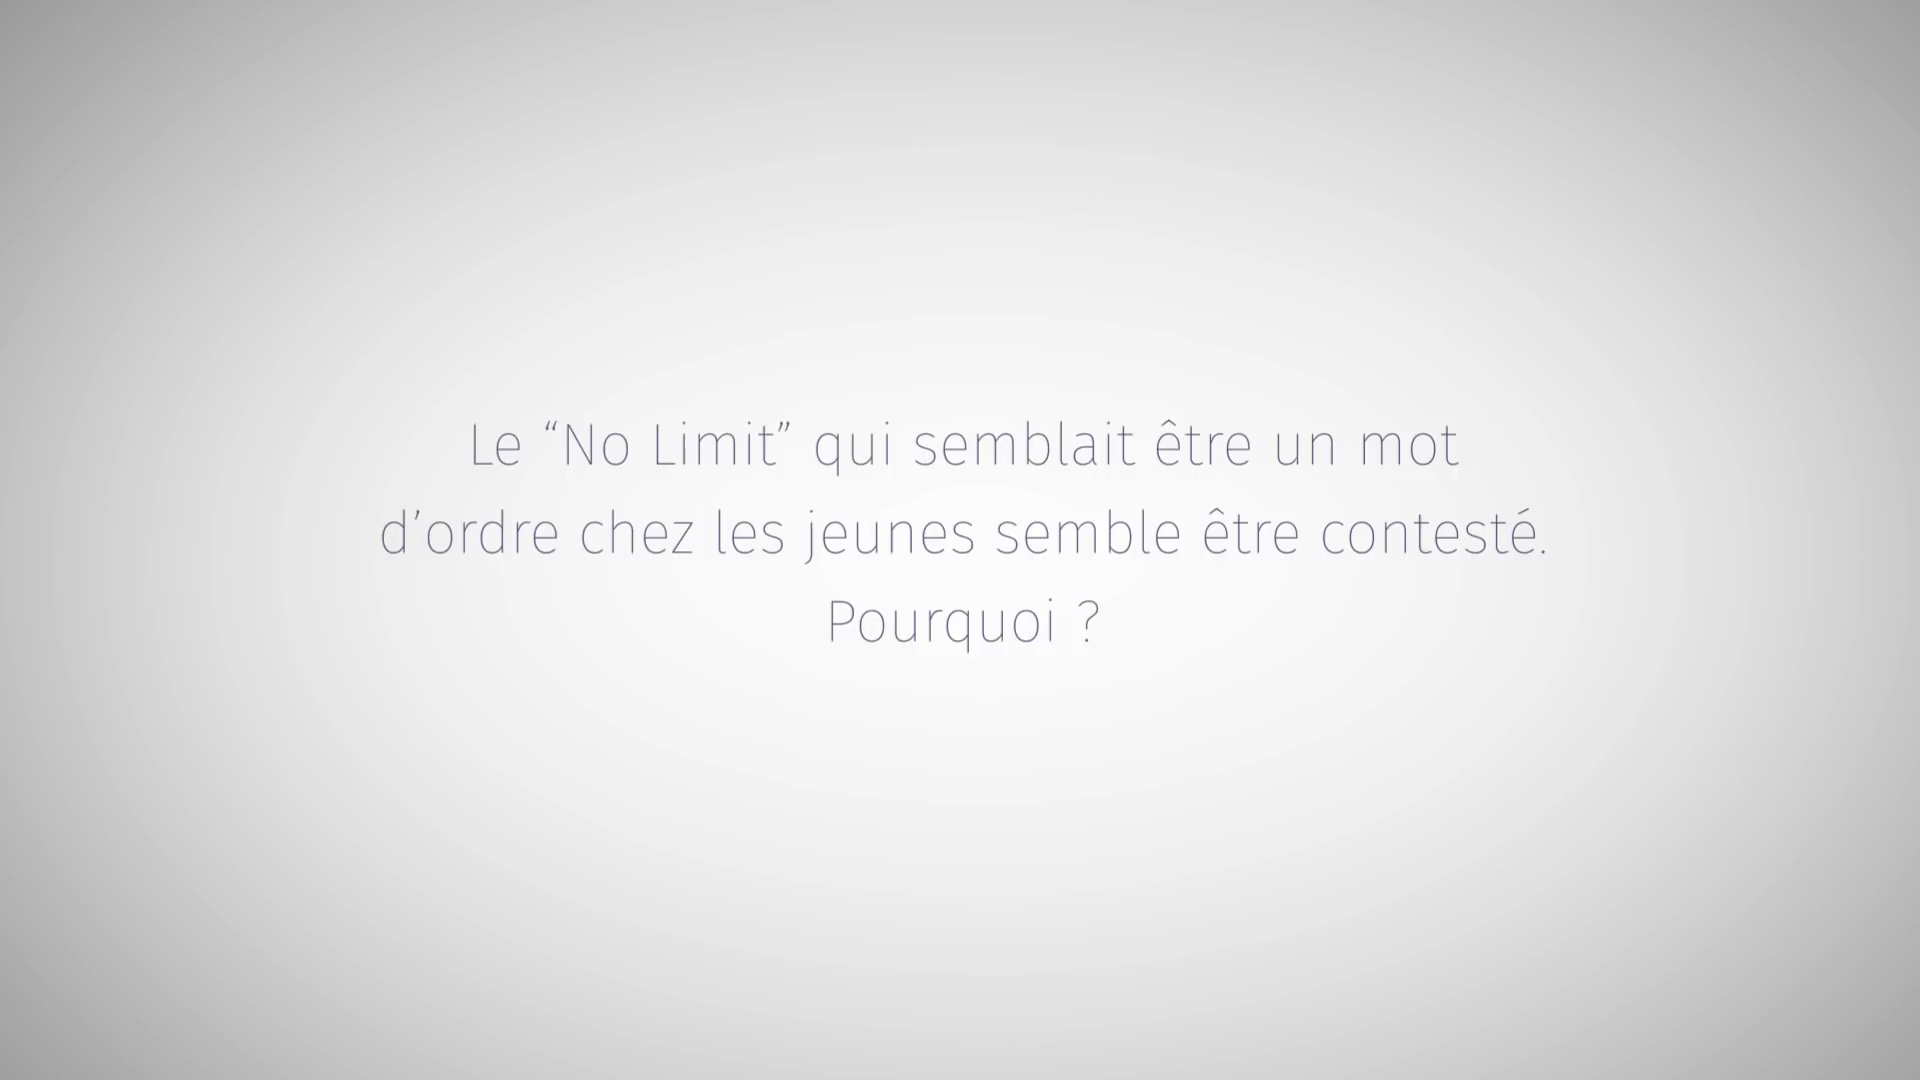 Le “No Limit” qui semblait être un mot
d’ordre chez les jeunes semble être contesté.
Pourquoi ?